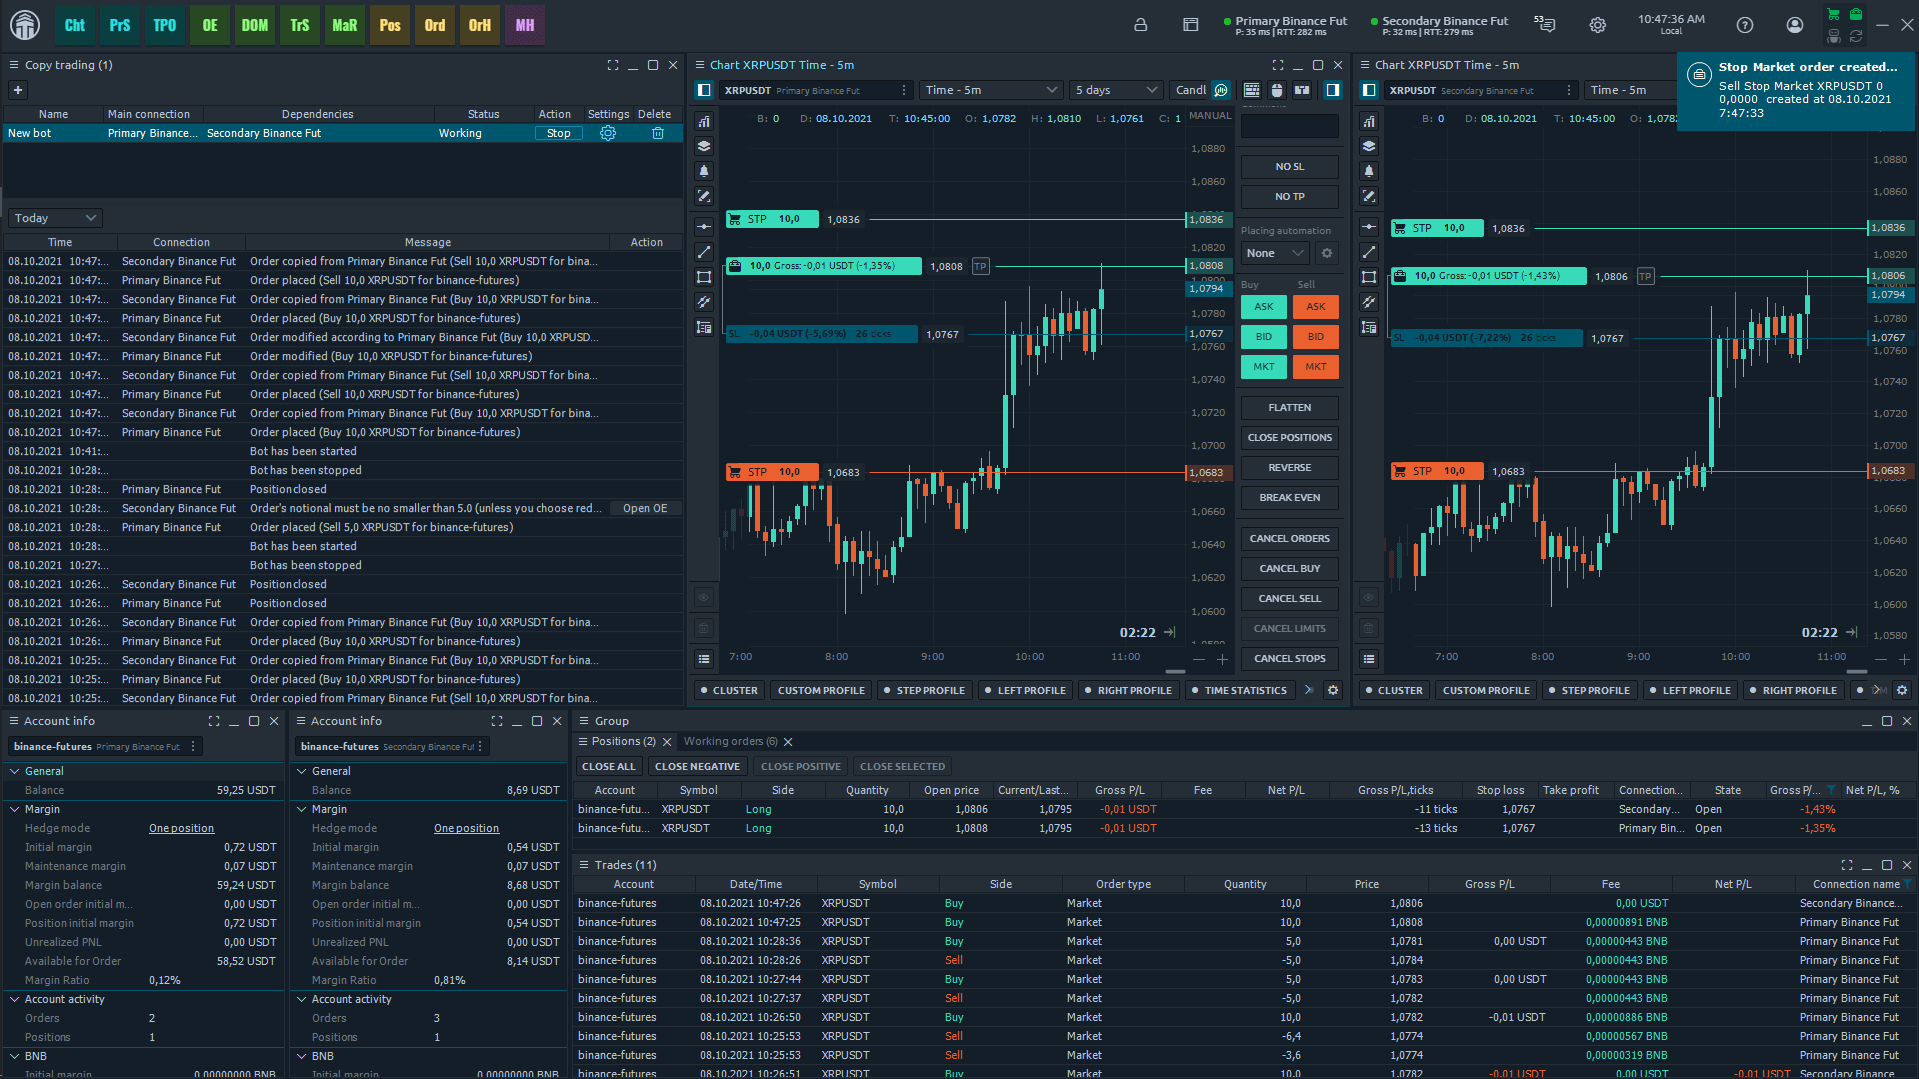 Cht PrS TPO OE DOM TrS MaR Pos Ord OrH MH
Primary Binance Fut
P: 35 ms | RTT: 282 ms
Secondary Binance Fut
P: 32 ms | RTT: 279 ms
53
10:47:36 AM
Local
Stop Market order created...
Sell Stop Market XRPUSDT 0
0,0000 created at 08.10.2021
7:47:33
Copy trading (1)
Name Main connection Dependencies Status Action Settings Delete
New bot Primary Binance... Secondary Binance Fut Working Stop
Today
Time Connection Message Action
08.10.2021 10:47:... Secondary Binance Fut Order copied from Primary Binance Fut (Sell 10,0 XRPUSDT for bina...
08.10.2021 10:47:... Primary Binance Fut Order placed (Sell 10,0 XRPUSDT for binance-futures)
08.10.2021 10:47:... Secondary Binance Fut Order copied from Primary Binance Fut (Buy 10,0 XRPUSDT for bina...
08.10.2021 10:47:... Primary Binance Fut Order placed (Buy 10,0 XRPUSDT for binance-futures)
08.10.2021 10:47:... Secondary Binance Fut Order modified according to Primary Binance Fut (Buy 10,0 XRPUSD...
08.10.2021 10:47:... Primary Binance Fut Order modified (Buy 10,0 XRPUSDT for binance-futures)
08.10.2021 10:47:... Secondary Binance Fut Order copied from Primary Binance Fut (Sell 10,0 XRPUSDT for bina...
08.10.2021 10:47:... Primary Binance Fut Order placed (Sell 10,0 XRPUSDT for binance-futures)
08.10.2021 10:47:... Secondary Binance Fut Order copied from Primary Binance Fut (Buy 10,0 XRPUSDT for bina...
08.10.2021 10:47:... Primary Binance Fut Order placed (Buy 10,0 XRPUSDT for binance-futures)
08.10.2021 10:41:... Bot has been started
08.10.2021 10:28:... Bot has been stopped
08.10.2021 10:28:... Primary Binance Fut Position closed
08.10.2021 10:28:... Secondary Binance Fut Order's notional must be no smaller than 5.0 (unless you choose red... Open OE
08.10.2021 10:28:... Primary Binance Fut Order placed (Sell 5,0 XRPUSDT for binance-futures)
08.10.2021 10:28:... Bot has been started
08.10.2021 10:27:... Bot has been stopped
08.10.2021 10:26:... Secondary Binance Fut Position closed
08.10.2021 10:26:... Primary Binance Fut Position closed
08.10.2021 10:26:... Secondary Binance Fut Order copied from Primary Binance Fut (Buy 10,0 XRPUSDT for bina...
08.10.2021 10:26:... Primary Binance Fut Order placed (Buy 10,0 XRPUSDT for binance-futures)
08.10.2021 10:25:... Secondary Binance Fut Order copied from Primary Binance Fut (Buy 10,0 XRPUSDT for bina...
08.10.2021 10:25:... Primary Binance Fut Order placed (Buy 10,0 XRPUSDT for binance-futures)
08.10.2021 10:25:... Secondary Binance Fut Order copied from Primary Binance Fut (Sell 10,0 XRPUSDT for bina...
Chart XRPUSDT Time - 5m
XRPUSDT Primary Binance Fut Time - 5m 5 days Candl
B: 0 D: 08.10.2021 T: 10:45:00 O: 1,0782 H: 1,0810 L: 1,0761 C: 1 MANUAL
1,0880
1,0860
STP 10,0 1,0836 1,0836
1,0820
10,0 Gross: -0,01 USDT (-1,35%) 1,0808 TP 1,0808
1,0794
SL -0,04 USDT (-5,69%) 26 ticks 1,0767 1,0767
1,0760
1,0740
1,0720
1,0700
STP 10,0 1,0683 1,0683
1,0660
1,0640
1,0620
1,0600
02:22
7:00 8:00 9:00 10:00 11:00
NO SL
NO TP
Placing automation
None
Buy Sell
ASK ASK
BID BID
MKT MKT
FLATTEN
CLOSE POSITIONS
REVERSE
BREAK EVEN
CANCEL ORDERS
CANCEL BUY
CANCEL SELL
CANCEL LIMITS
CANCEL STOPS
CLUSTER CUSTOM PROFILE STEP PROFILE LEFT PROFILE RIGHT PROFILE TIME STATISTICS
Chart XRPUSDT Time - 5m
XRPUSDT Secondary Binance Fut Time - 5m
B: 0 D: 08.10.2021 T: 10:45:00 O: 1,0782
1,0880
1,0860
STP 10,0 1,0836 1,0836
1,0820
10,0 Gross: -0,01 USDT (-1,43%) 1,0806 TP 1,0806
1,0794
1,0780
SL -0,04 USDT (-7,22%) 26 ticks 1,0767 1,0767
1,0760
1,0740
1,0720
1,0700
STP 10,0 1,0683 1,0683
1,0660
1,0640
1,0620
1,0600
1,0580
02:22
7:00 8:00 9:00 10:00 11:00
CLUSTER CUSTOM PROFILE STEP PROFILE LEFT PROFILE RIGHT PROFILE
Account info
binance-futures Primary Binance Fut
General
Balance 59,25 USDT
Margin
Hedge mode One position
Initial margin 0,72 USDT
Maintenance margin 0,07 USDT
Margin balance 59,24 USDT
Open order initial m... 0,00 USDT
Position initial margin 0,72 USDT
Unrealized PNL 0,00 USDT
Available for Order 58,52 USDT
Margin Ratio 0,12%
Account activity
Orders 2
Positions 1
BNB
Initial margin 0,00000000 BNB
Account info
binance-futures Secondary Binance Fut
General
Balance 8,69 USDT
Margin
Hedge mode One position
Initial margin 0,54 USDT
Maintenance margin 0,07 USDT
Margin balance 8,68 USDT
Open order initial m... 0,00 USDT
Position initial margin 0,54 USDT
Unrealized PNL 0,00 USDT
Available for Order 8,14 USDT
Margin Ratio 0,81%
Account activity
Orders 3
Positions 1
BNB
Initial margin 0,00000000 BNB
Group
Positions (2) Working orders (6)
CLOSE ALL CLOSE NEGATIVE CLOSE POSITIVE CLOSE SELECTED
Account Symbol Side Quantity Open price Current/Last... Gross P/L Fee Net P/L Gross P/L,ticks Stop loss Take profit Connection... State Gross P/... Net P/L, %
binance-futu... XRPUSDT Long 10,0 1,0806 1,0795 -0,01 USDT -11 ticks 1,0767 Secondary... Open -1,43%
binance-futu... XRPUSDT Long 10,0 1,0808 1,0795 -0,01 USDT -13 ticks 1,0767 Primary Bin... Open -1,35%
Trades (11)
Account Date/Time Symbol Side Order type Quantity Price Gross P/L Fee Net P/L Connection name
binance-futures 08.10.2021 10:47:26 XRPUSDT Buy Market 10,0 1,0806 0,00 USDT Secondary Binance...
binance-futures 08.10.2021 10:47:25 XRPUSDT Buy Market 10,0 1,0808 0,00000891 BNB Primary Binance Fut
binance-futures 08.10.2021 10:28:36 XRPUSDT Buy Market 5,0 1,0781 0,00 USDT 0,00000443 BNB Primary Binance Fut
binance-futures 08.10.2021 10:28:26 XRPUSDT Sell Market -5,0 1,0784 0,00000443 BNB Primary Binance Fut
binance-futures 08.10.2021 10:27:44 XRPUSDT Buy Market 5,0 1,0783 0,00 USDT 0,00000443 BNB Primary Binance Fut
binance-futures 08.10.2021 10:27:37 XRPUSDT Sell Market -5,0 1,0782 0,00000443 BNB Primary Binance Fut
binance-futures 08.10.2021 10:26:50 XRPUSDT Buy Market 10,0 1,0782 -0,01 USDT 0,00000886 BNB Primary Binance Fut
binance-futures 08.10.2021 10:25:53 XRPUSDT Sell Market -6,4 1,0774 0,00000567 BNB Primary Binance Fut
binance-futures 08.10.2021 10:25:53 XRPUSDT Sell Market -3,6 1,0774 0,00000319 BNB Primary Binance Fut
binance-futures 08.10.2021 10:26:51 XRPUSDT Buy Market 10,0 1,0782 -0,01 USDT 0,00 USDT -0,01 USDT Secondary Binance